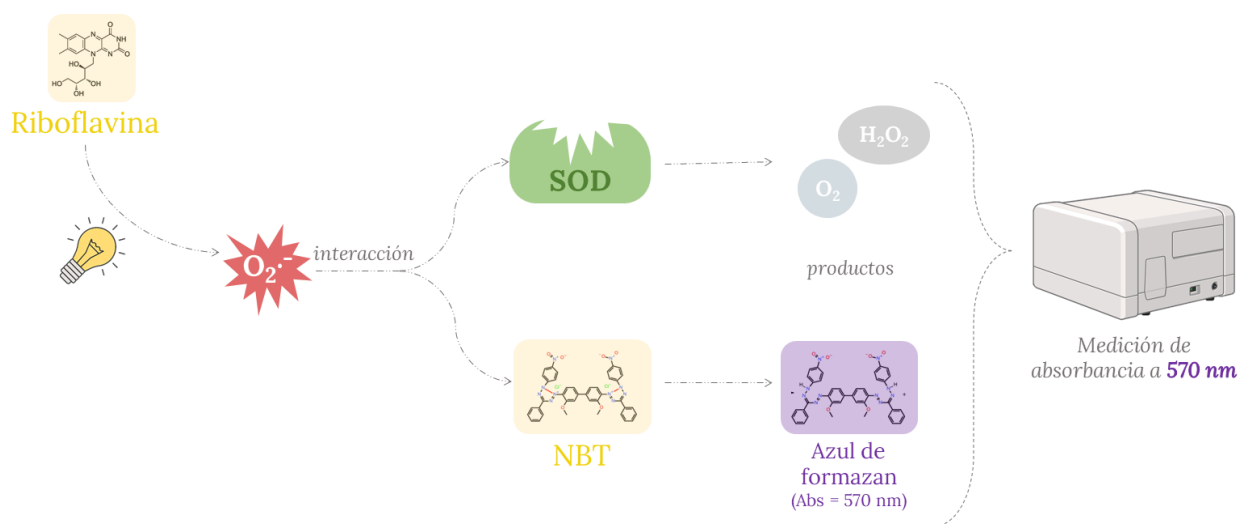 Riboflavina
O₂·⁻
interacción
SOD
H₂O₂
O₂
productos
NBT
Azul de
formazan
(Abs = 570 nm)
Medición de
absorbancia a 570 nm